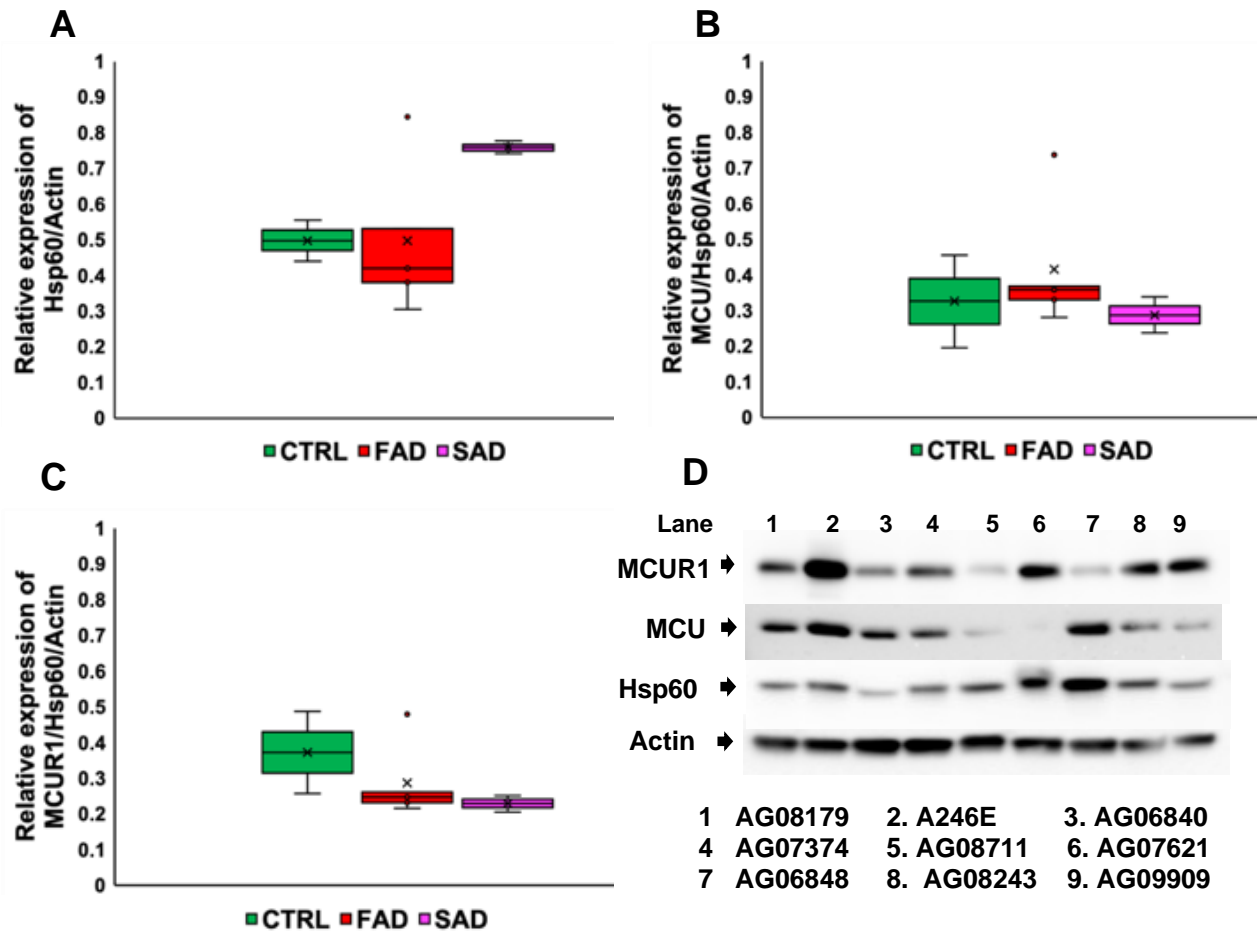 A
Relative expression of
Hsp60/Actin
1
0.9
0.8
0.7
0.6
0.5
0.4
0.3
0.2
0.1
0
CTRL FAD SAD
B
Relative expression of
MCU/Hsp60/Actin
1
0.9
0.8
0.7
0.6
0.5
0.4
0.3
0.2
0.1
0
CTRL FAD SAD
C
Relative expression of
MCUR1/Hsp60/Actin
1
0.9
0.8
0.7
0.6
0.5
0.4
0.3
0.2
0.1
0
CTRL FAD SAD
D
Lane 1 2 3 4 5 6 7 8 9
MCUR1
MCU
Hsp60
Actin
1 AG08179 2. A246E 3. AG06840
4 AG07374 5. AG08711 6. AG07621
7 AG06848 8. AG08243 9. AG09909